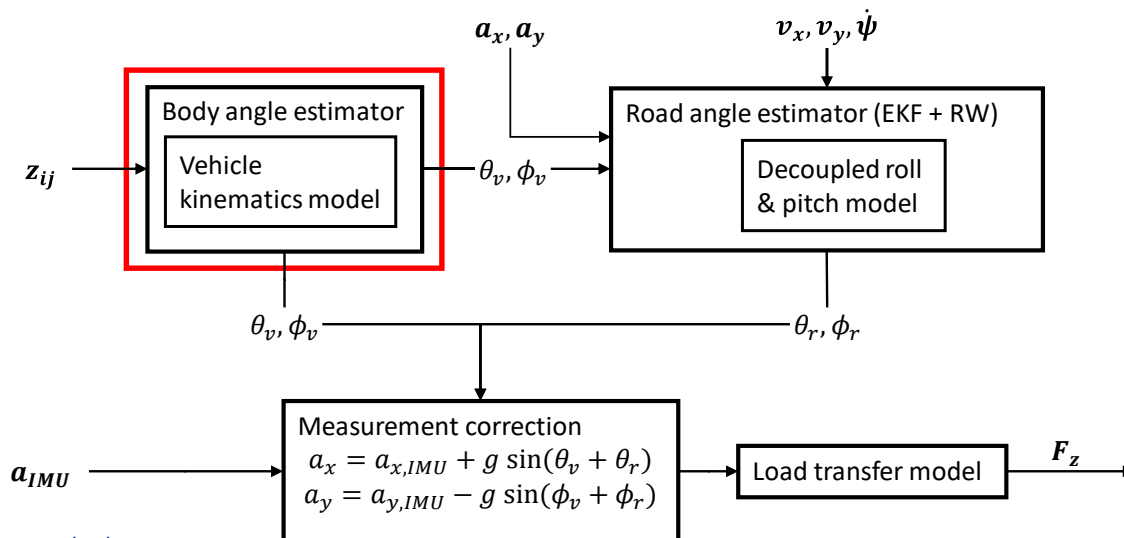 a_x, a_y
v_x, v_y, ψ̇
Body angle estimator
Vehicle
kinematics model
z_ij
θ_v, ϕ_v
Road angle estimator (EKF + RW)
Decoupled roll
& pitch model
θ_v, ϕ_v
θ_r, ϕ_r
Measurement correction
a_x = a_{x,IMU} + g sin(θ_v + θ_r)
a_y = a_{y,IMU} − g sin(ϕ_v + ϕ_r)
a_IMU
Load transfer model
F_z